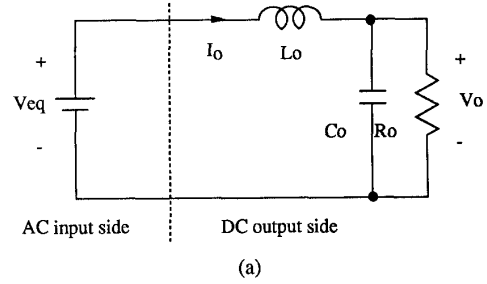 Io
Lo
+
Veq
-
Co
Ro
+
Vo
-
AC input side
DC output side
(a)